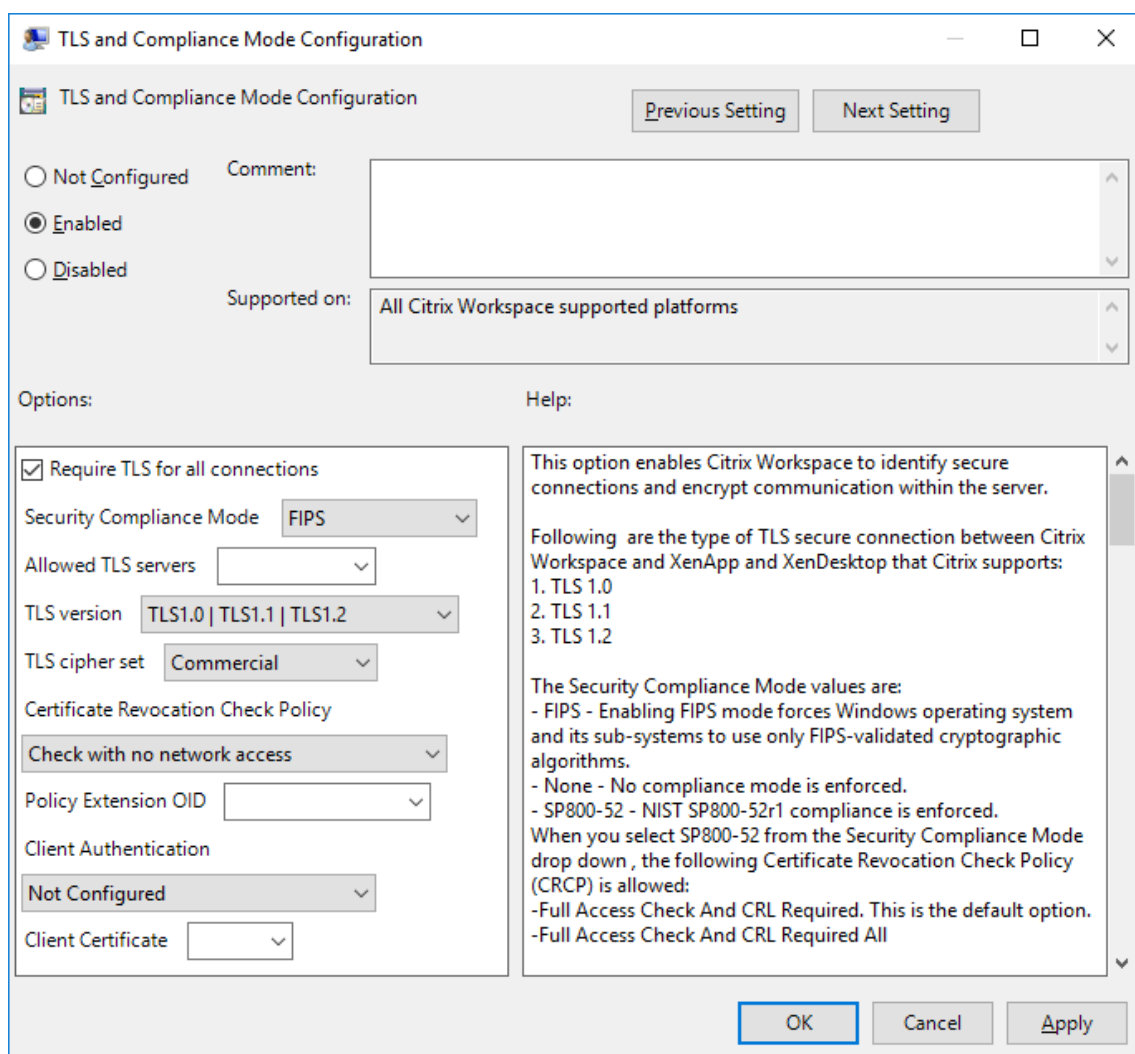 TLS and Compliance Mode Configuration
TLS and Compliance Mode Configuration
Previous Setting
Next Setting
Not Configured
Comment:
Enabled
Disabled
Supported on:
All Citrix Workspace supported platforms
Options:
Help:
Require TLS for all connections
Security Compliance Mode FIPS
Allowed TLS servers
TLS version TLS1.0 | TLS1.1 | TLS1.2
TLS cipher set Commercial
Certificate Revocation Check Policy
Check with no network access
Policy Extension OID
Client Authentication
Not Configured
Client Certificate
This option enables Citrix Workspace to identify secure
connections and encrypt communication within the server.
Following  are the type of TLS secure connection between Citrix
Workspace and XenApp and XenDesktop that Citrix supports:
1. TLS 1.0
2. TLS 1.1
3. TLS 1.2
The Security Compliance Mode values are:
- FIPS - Enabling FIPS mode forces Windows operating system
and its sub-systems to use only FIPS-validated cryptographic
algorithms.
- None - No compliance mode is enforced.
- SP800-52 - NIST SP800-52r1 compliance is enforced.
When you select SP800-52 from the Security Compliance Mode
drop down , the following Certificate Revocation Check Policy
(CRCP) is allowed:
-Full Access Check And CRL Required. This is the default option.
-Full Access Check And CRL Required All
OK
Cancel
Apply